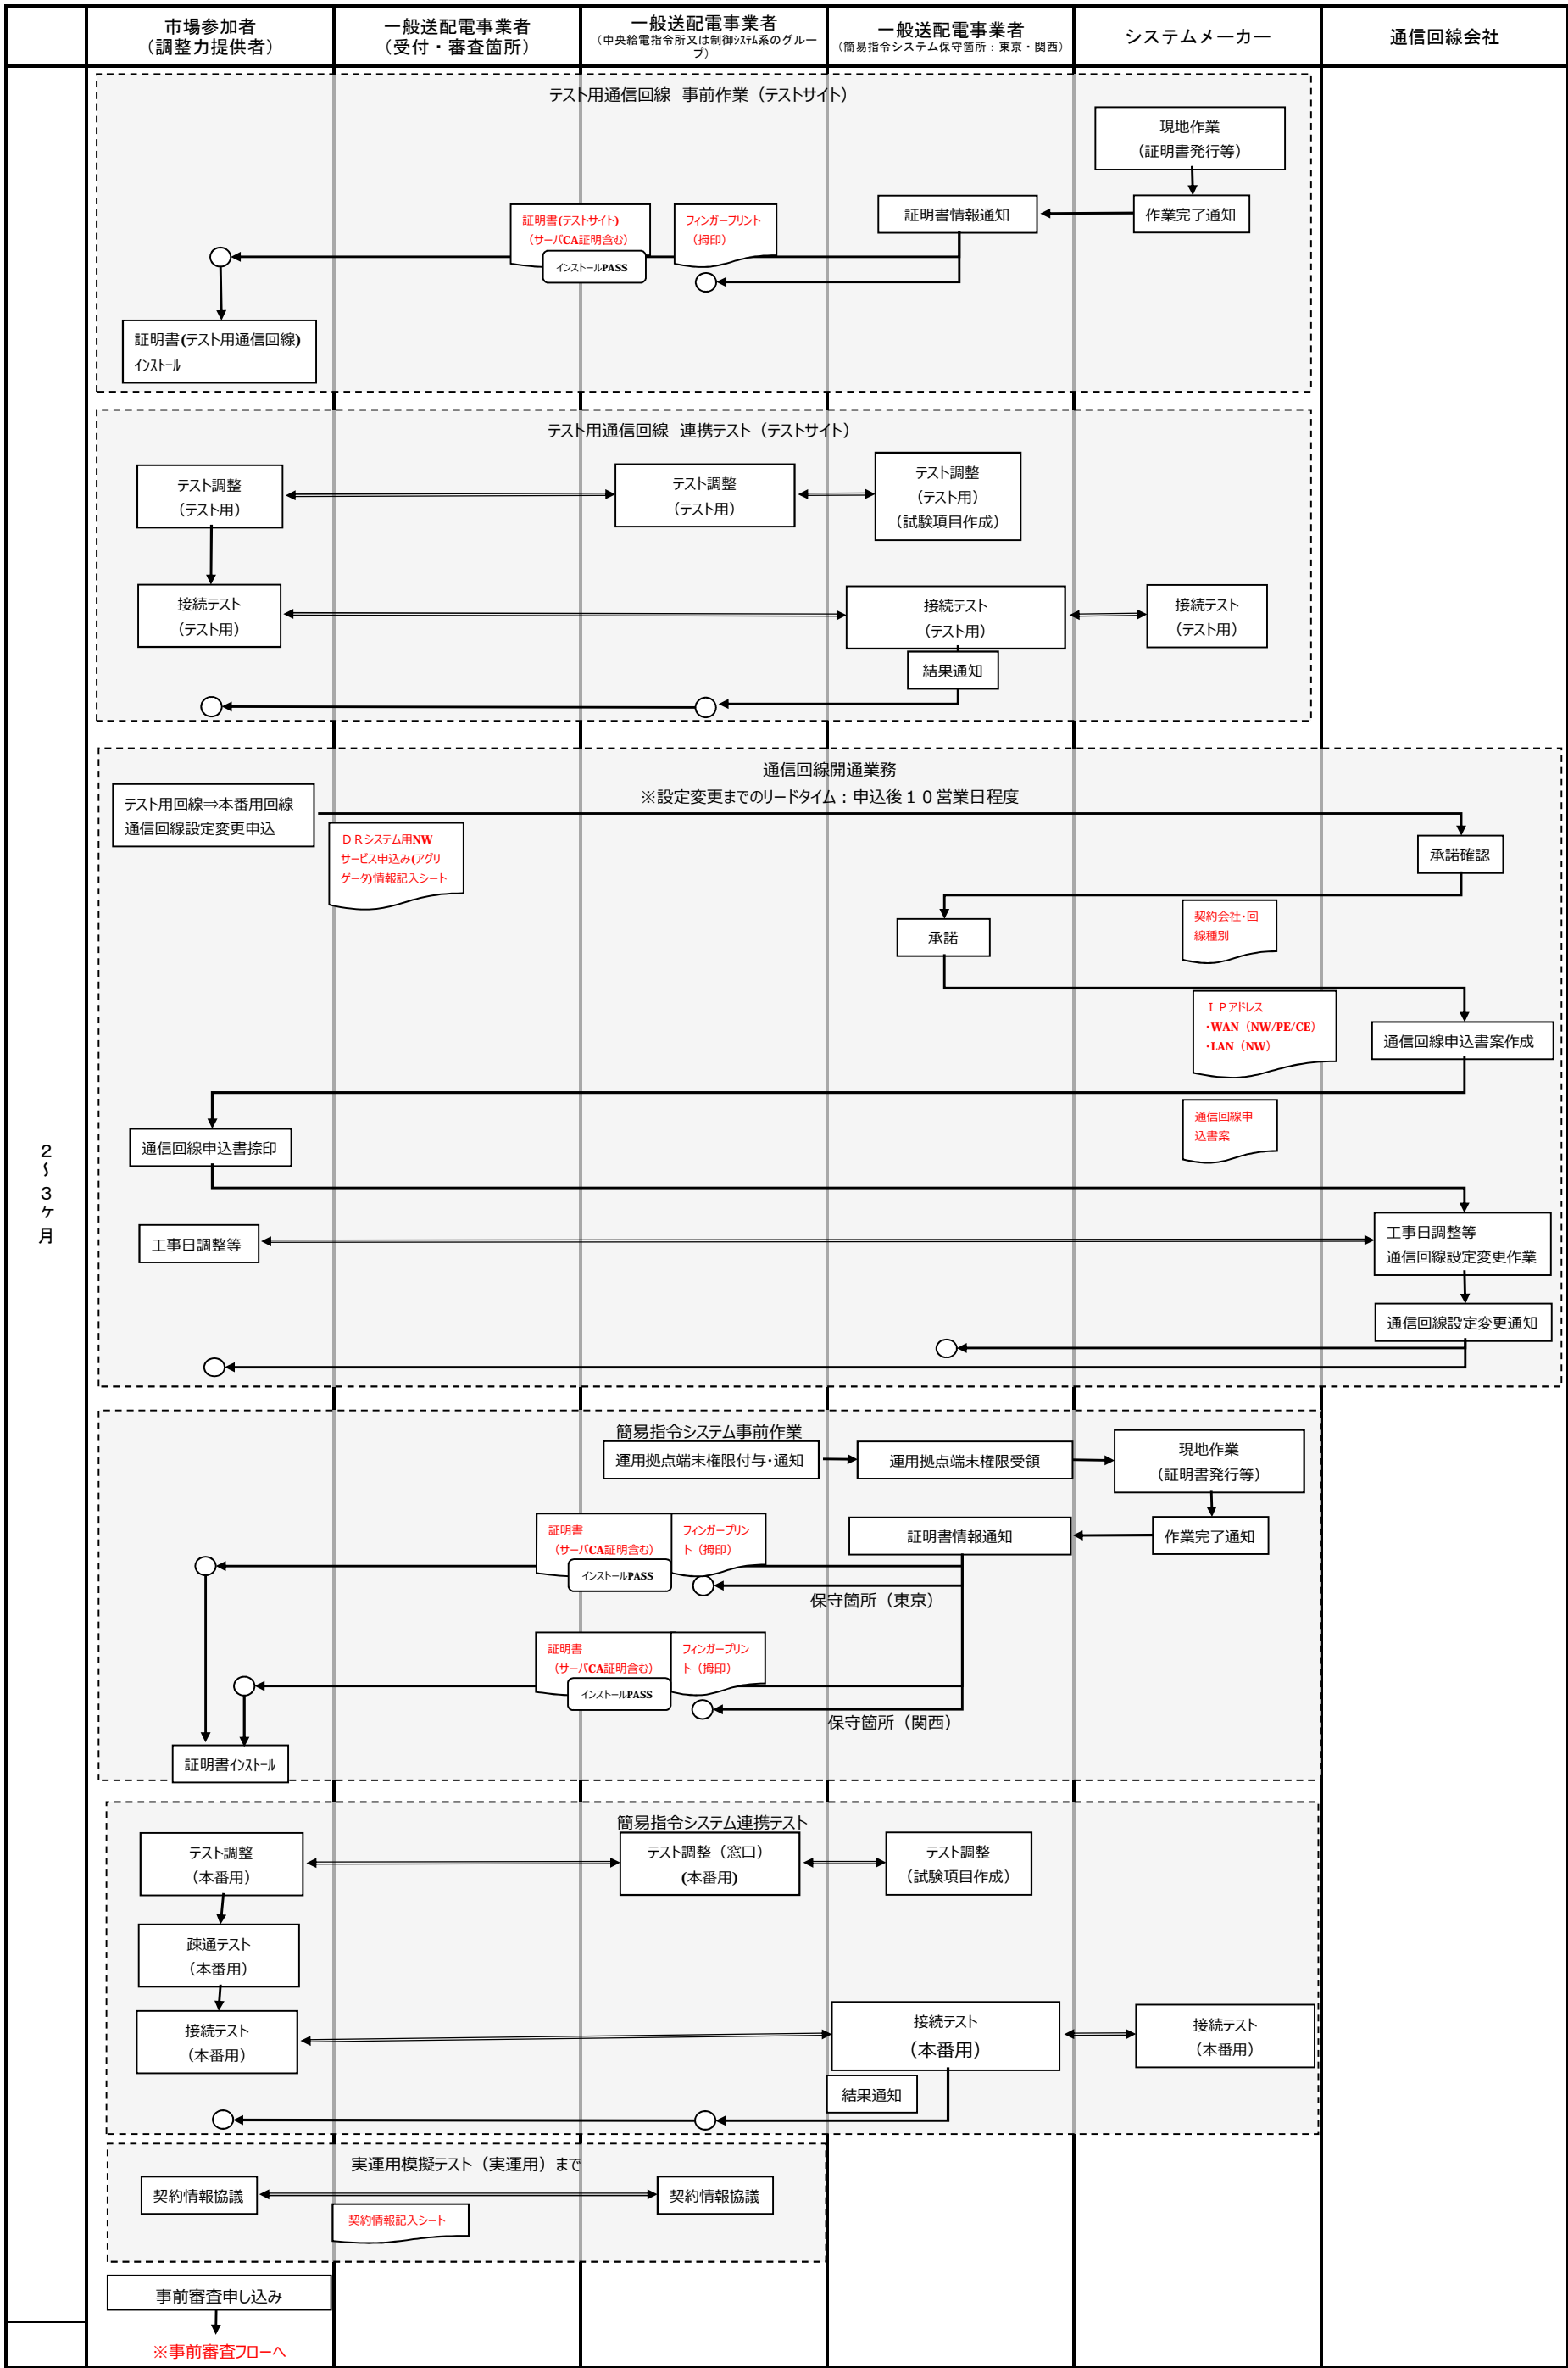 市場参加者
（調整力提供者）
一般送配電事業者
（受付・審査箇所）
一般送配電事業者
（中央給電指令所又は制御ｼｽﾃﾑ系のグルー
プ）
一般送配電事業者
（簡易指令システム保守箇所：東京・関西）
システムメーカー
通信回線会社
２～３ヶ月
テスト用通信回線　事前作業（テストサイト）
現地作業
（証明書発行等）
証明書(テストサイト)
（サーバCA証明含む）
インストールPASS
フィンガープリント
（拇印）
証明書情報通知
作業完了通知
証明書(テスト用通信回線)
ｲﾝｽﾄｰﾙ
テスト用通信回線　連携テスト（テストサイト）
テスト調整
（テスト用）
テスト調整
（テスト用）
テスト調整
（テスト用）
（試験項目作成）
接続テスト
（テスト用）
接続テスト
（テスト用）
接続テスト
（テスト用）
結果通知
通信回線開通業務
※設定変更までのリードタイム：申込後１０営業日程度
テスト用回線⇒本番用回線
通信回線設定変更申込
ＤＲシステム用NW
サービス申込み(アグリ
ゲータ)情報記入シート
承諾確認
承諾
契約会社・回
線種別
ＩＰアドレス
・WAN（NW/PE/CE）
・LAN（NW）
通信回線申込書案作成
通信回線申
込書案
通信回線申込書捺印
工事日調整等
工事日調整等
通信回線設定変更作業
通信回線設定変更通知
簡易指令システム事前作業
運用拠点端末権限付与・通知
運用拠点端末権限受領
現地作業
（証明書発行等）
証明書
（サーバCA証明含む）
インストールPASS
フィンガープリン
ト（拇印）
証明書情報通知
作業完了通知
保守箇所（東京）
証明書
（サーバCA証明含む）
インストールPASS
フィンガープリン
ト（拇印）
保守箇所（関西）
証明書ｲﾝｽﾄｰﾙ
簡易指令システム連携テスト
テスト調整
（本番用）
テスト調整（窓口）
(本番用)
テスト調整
（試験項目作成）
疎通テスト
（本番用）
接続テスト
（本番用）
接続テスト
（本番用）
接続テスト
（本番用）
結果通知
実運用模擬テスト（実運用）まで
契約情報協議
契約情報協議
契約情報記入シート
事前審査申し込み
※事前審査フローへ